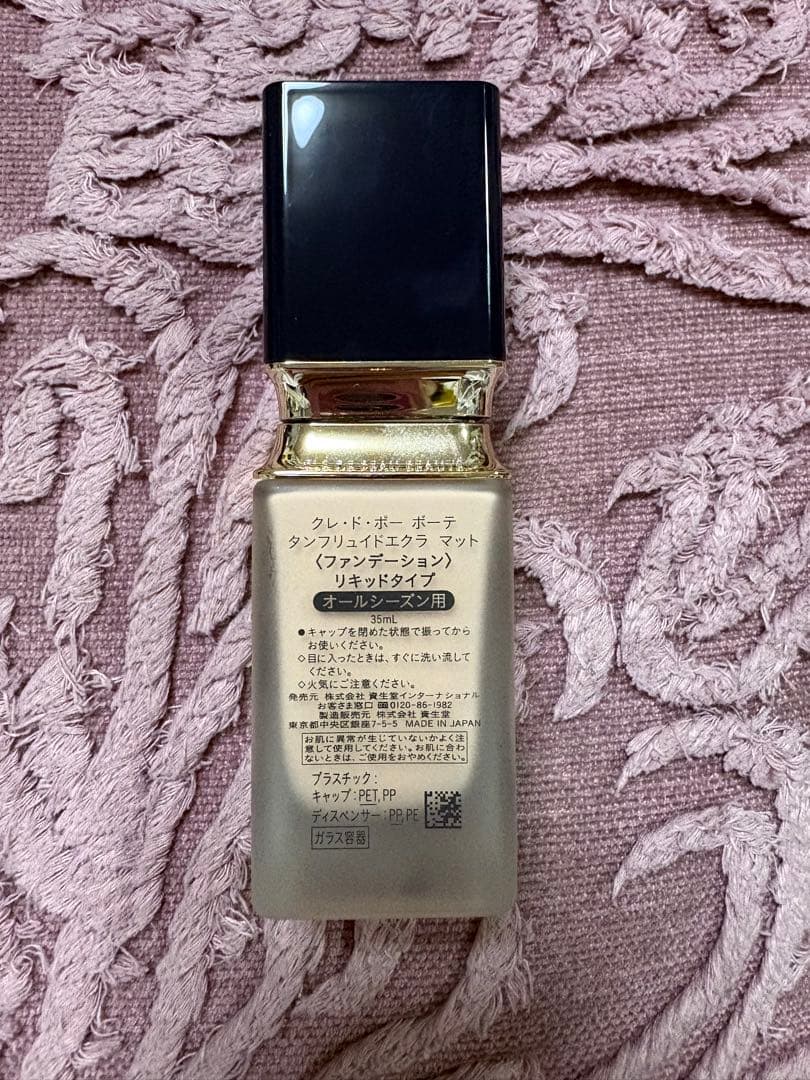 クレ・ド・ポー ボーテ
タンフリュイドエクラ マット
〈ファンデーション〉
リキッドタイプ
オールシーズン用
35mL
●キャップを閉めた状態で振ってから
お使いください。
◇目に入ったときは、すぐに洗い流して
ください。
◇火気にご注意ください。
発売元 株式会社 資生堂インターナショナル
お客さま窓口 0120-86-1982
製造販売元 株式会社 資生堂
東京都中央区銀座7-5-5 MADE IN JAPAN
お肌に異常が生じていないかよく注
意して使用してください。お肌に合わ
ないときは、ご使用をおやめください。
プラスチック:
キャップ:PET, PP
ディスペンサー:PP, PE
ガラス容器